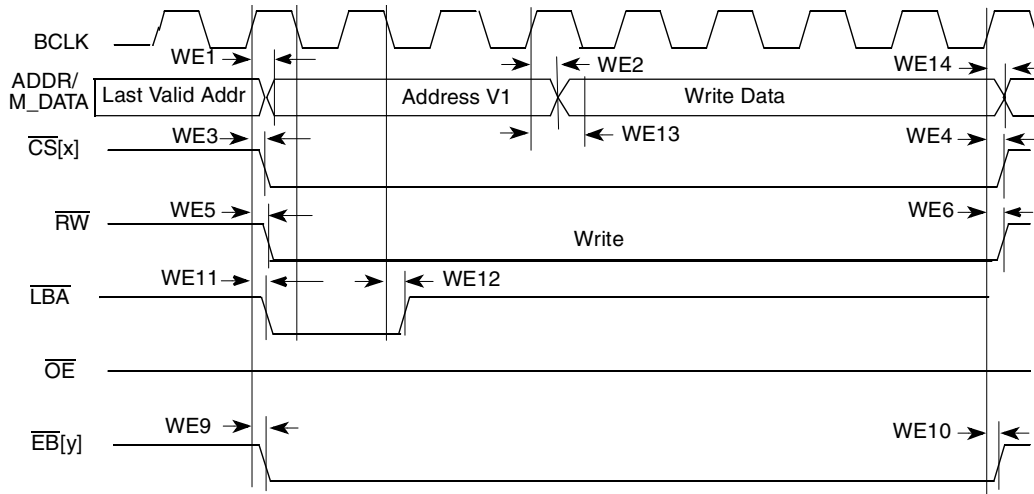 BCLK
WE1
WE2
WE14
ADDR/
M_DATA
Last Valid Addr
Address V1
Write Data
WE3
WE13
WE4
CS[x]
WE5
WE6
RW
Write
WE11
WE12
LBA
OE
WE9
WE10
EB[y]